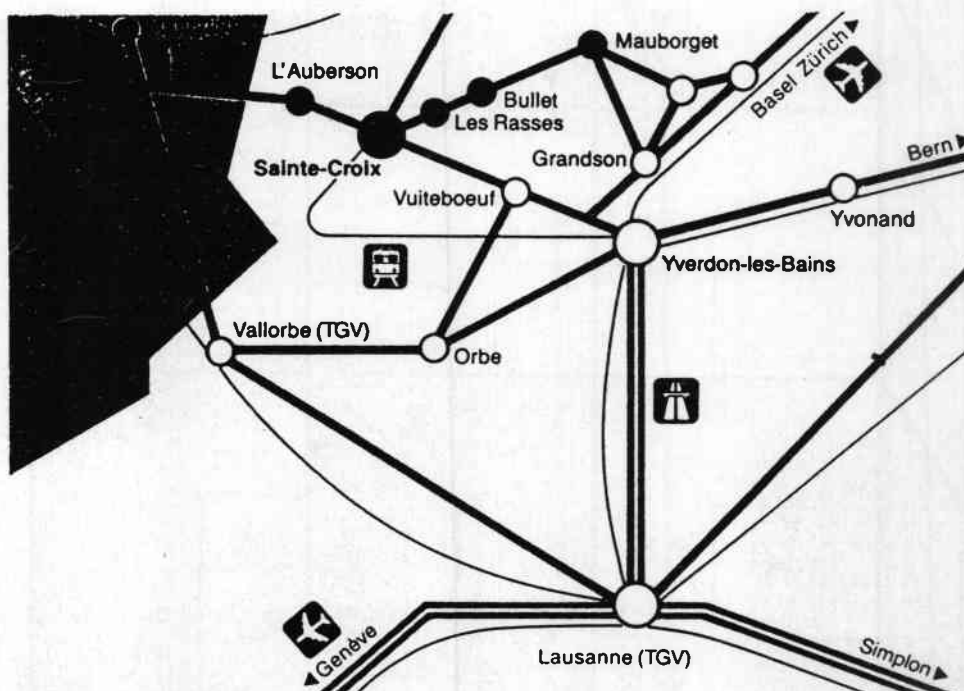 Mauborget
L'Auberson
Bullet
Les Rasses
Basel Zürich
Sainte-Croix
Grandson
Bern
Vuiteboeuf
Yvonand
Yverdon-les-Bains
Vallorbe (TGV)
Orbe
Genève
Lausanne (TGV)
Simplon